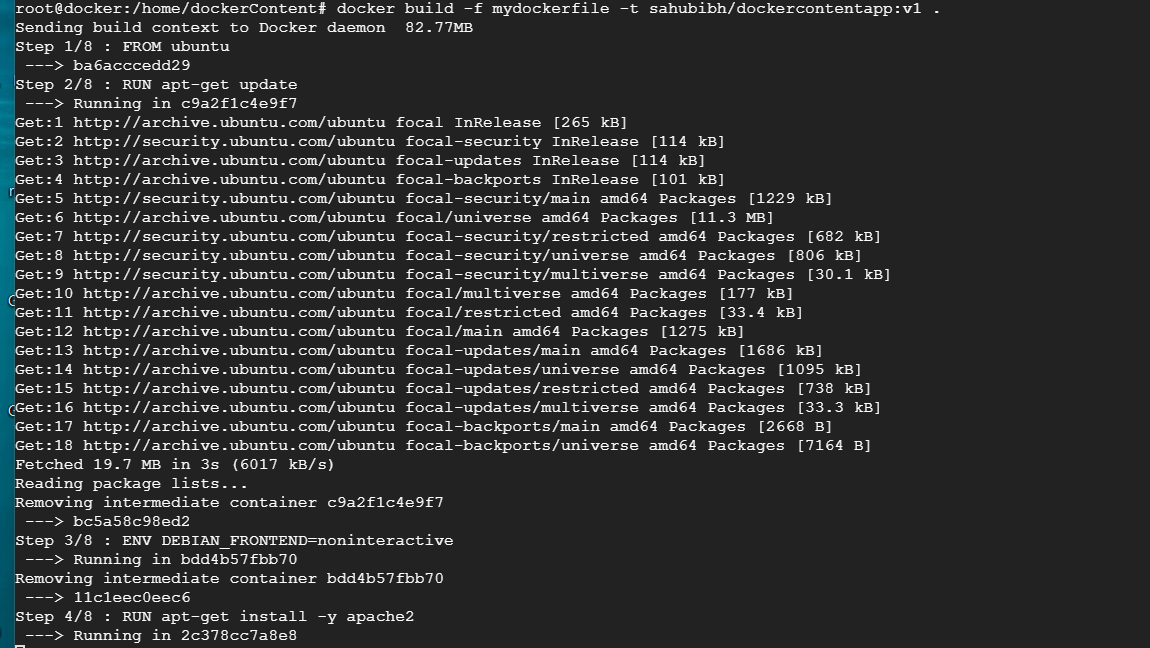 root@docker:/home/dockerContent# docker build -f mydockerfile -t sahubibh/dockercontentapp:v1 .
Sending build context to Docker daemon  82.77MB
Step 1/8 : FROM ubuntu
 ---> ba6acccedd29
Step 2/8 : RUN apt-get update
 ---> Running in c9a2f1c4e9f7
Get:1 http://archive.ubuntu.com/ubuntu focal InRelease [265 kB]
Get:2 http://security.ubuntu.com/ubuntu focal-security InRelease [114 kB]
Get:3 http://archive.ubuntu.com/ubuntu focal-updates InRelease [114 kB]
Get:4 http://archive.ubuntu.com/ubuntu focal-backports InRelease [101 kB]
Get:5 http://security.ubuntu.com/ubuntu focal-security/main amd64 Packages [1229 kB]
Get:6 http://archive.ubuntu.com/ubuntu focal/universe amd64 Packages [11.3 MB]
Get:7 http://security.ubuntu.com/ubuntu focal-security/restricted amd64 Packages [682 kB]
Get:8 http://security.ubuntu.com/ubuntu focal-security/universe amd64 Packages [806 kB]
Get:9 http://security.ubuntu.com/ubuntu focal-security/multiverse amd64 Packages [30.1 kB]
Get:10 http://archive.ubuntu.com/ubuntu focal/multiverse amd64 Packages [177 kB]
Get:11 http://archive.ubuntu.com/ubuntu focal/restricted amd64 Packages [33.4 kB]
Get:12 http://archive.ubuntu.com/ubuntu focal/main amd64 Packages [1275 kB]
Get:13 http://archive.ubuntu.com/ubuntu focal-updates/main amd64 Packages [1686 kB]
Get:14 http://archive.ubuntu.com/ubuntu focal-updates/universe amd64 Packages [1095 kB]
Get:15 http://archive.ubuntu.com/ubuntu focal-updates/restricted amd64 Packages [738 kB]
Get:16 http://archive.ubuntu.com/ubuntu focal-updates/multiverse amd64 Packages [33.3 kB]
Get:17 http://archive.ubuntu.com/ubuntu focal-backports/main amd64 Packages [2668 B]
Get:18 http://archive.ubuntu.com/ubuntu focal-backports/universe amd64 Packages [7164 B]
Fetched 19.7 MB in 3s (6017 kB/s)
Reading package lists...
Removing intermediate container c9a2f1c4e9f7
 ---> bc5a58c98ed2
Step 3/8 : ENV DEBIAN_FRONTEND=noninteractive
 ---> Running in bdd4b57fbb70
Removing intermediate container bdd4b57fbb70
 ---> 11c1eec0eec6
Step 4/8 : RUN apt-get install -y apache2
 ---> Running in 2c378cc7a8e8